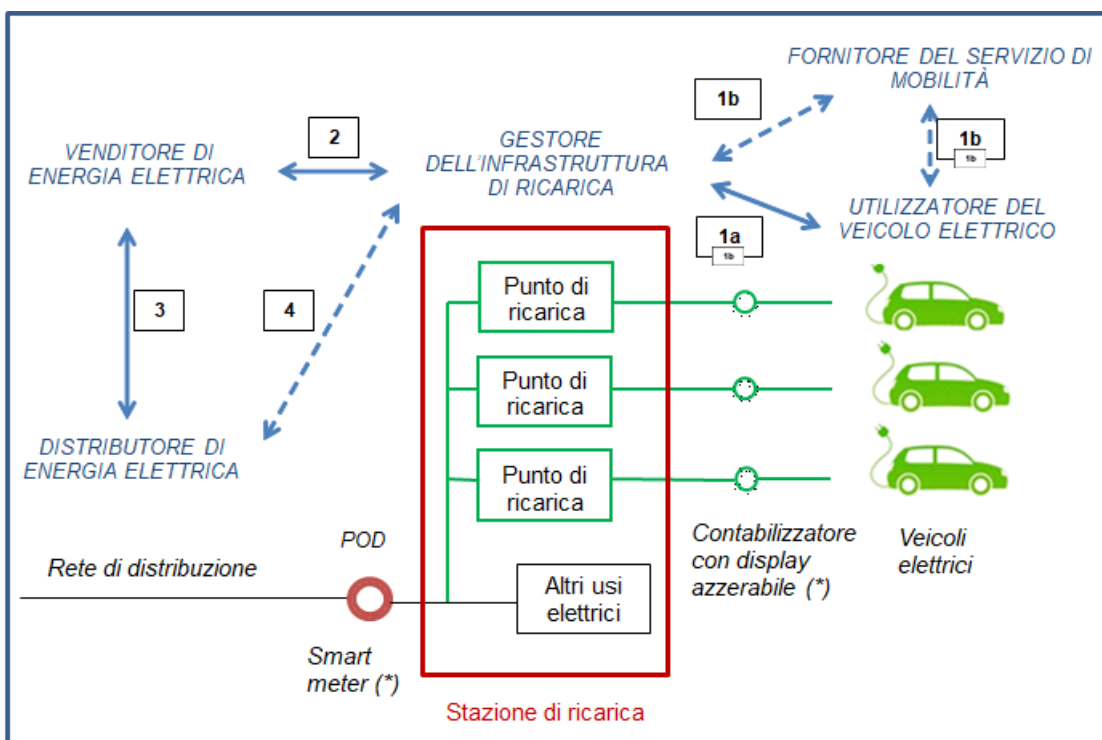 FORNITORE DEL SERVIZIO DI
MOBILITÀ
1b
1b
1b
2
GESTORE
DELL'INFRASTRUTTURA
DI RICARICA
VENDITORE DI
ENERGIA ELETTRICA
UTILIZZATORE DEL
VEICOLO ELETTRICO
1a
1b
3
4
Punto di
ricarica
Punto di
ricarica
Punto di
ricarica
DISTRIBUTORE DI
ENERGIA ELETTRICA
Contabilizzatore
con display
azzerabile (*)
Veicoli
elettrici
POD
Rete di distribuzione
Altri usi
elettrici
Smart
meter (*)
Stazione di ricarica